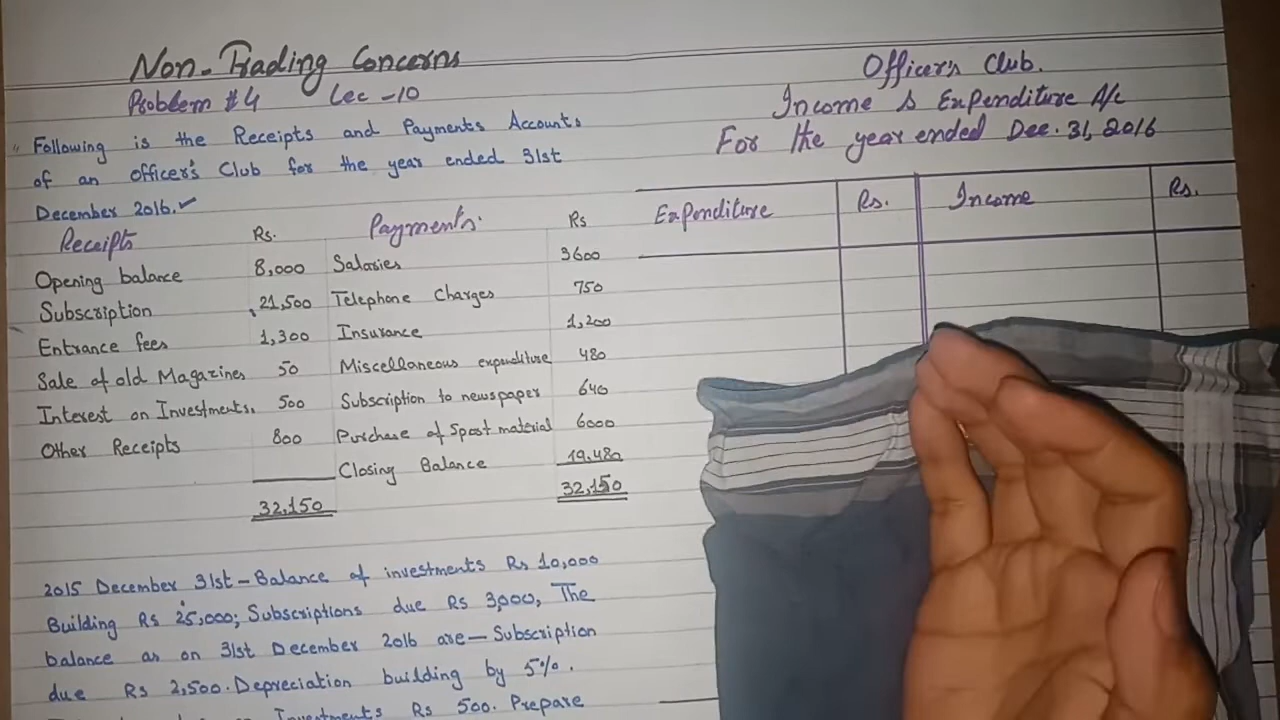 Non-Trading Concerns
Problem #4 Lec-10
Following is the Receipts and Payments Accounts
of an officer's Club for the year ended 31st
December 2016.
Receipts Rs. Payments. Rs
Opening balance 8,000 Salaries 3600
Subscription 21,500 Telephone Charges 750
Entrance fees 1,300 Insurance 1,200
Sale of old Magazines 50 Miscellaneous expenditure 480
Interest on Investments. 500 Subscription to newspaper 640
Other Receipts 800 Purchase of Sport material 6000
Closing Balance 19,480
32,150 32,150
2015 December 31st - Balance of investments Rs 10,000
Building Rs 25,000; Subscriptions due Rs 3,000, The
balance as on 31st December 2016 are - Subscription
due Rs 2,500. Depreciation building by 5%.
Investments Rs 500. Prepare
Officer's Club.
Income & Expenditure A/c
For the year ended Dec. 31, 2016
Expenditure Rs. Income Rs.